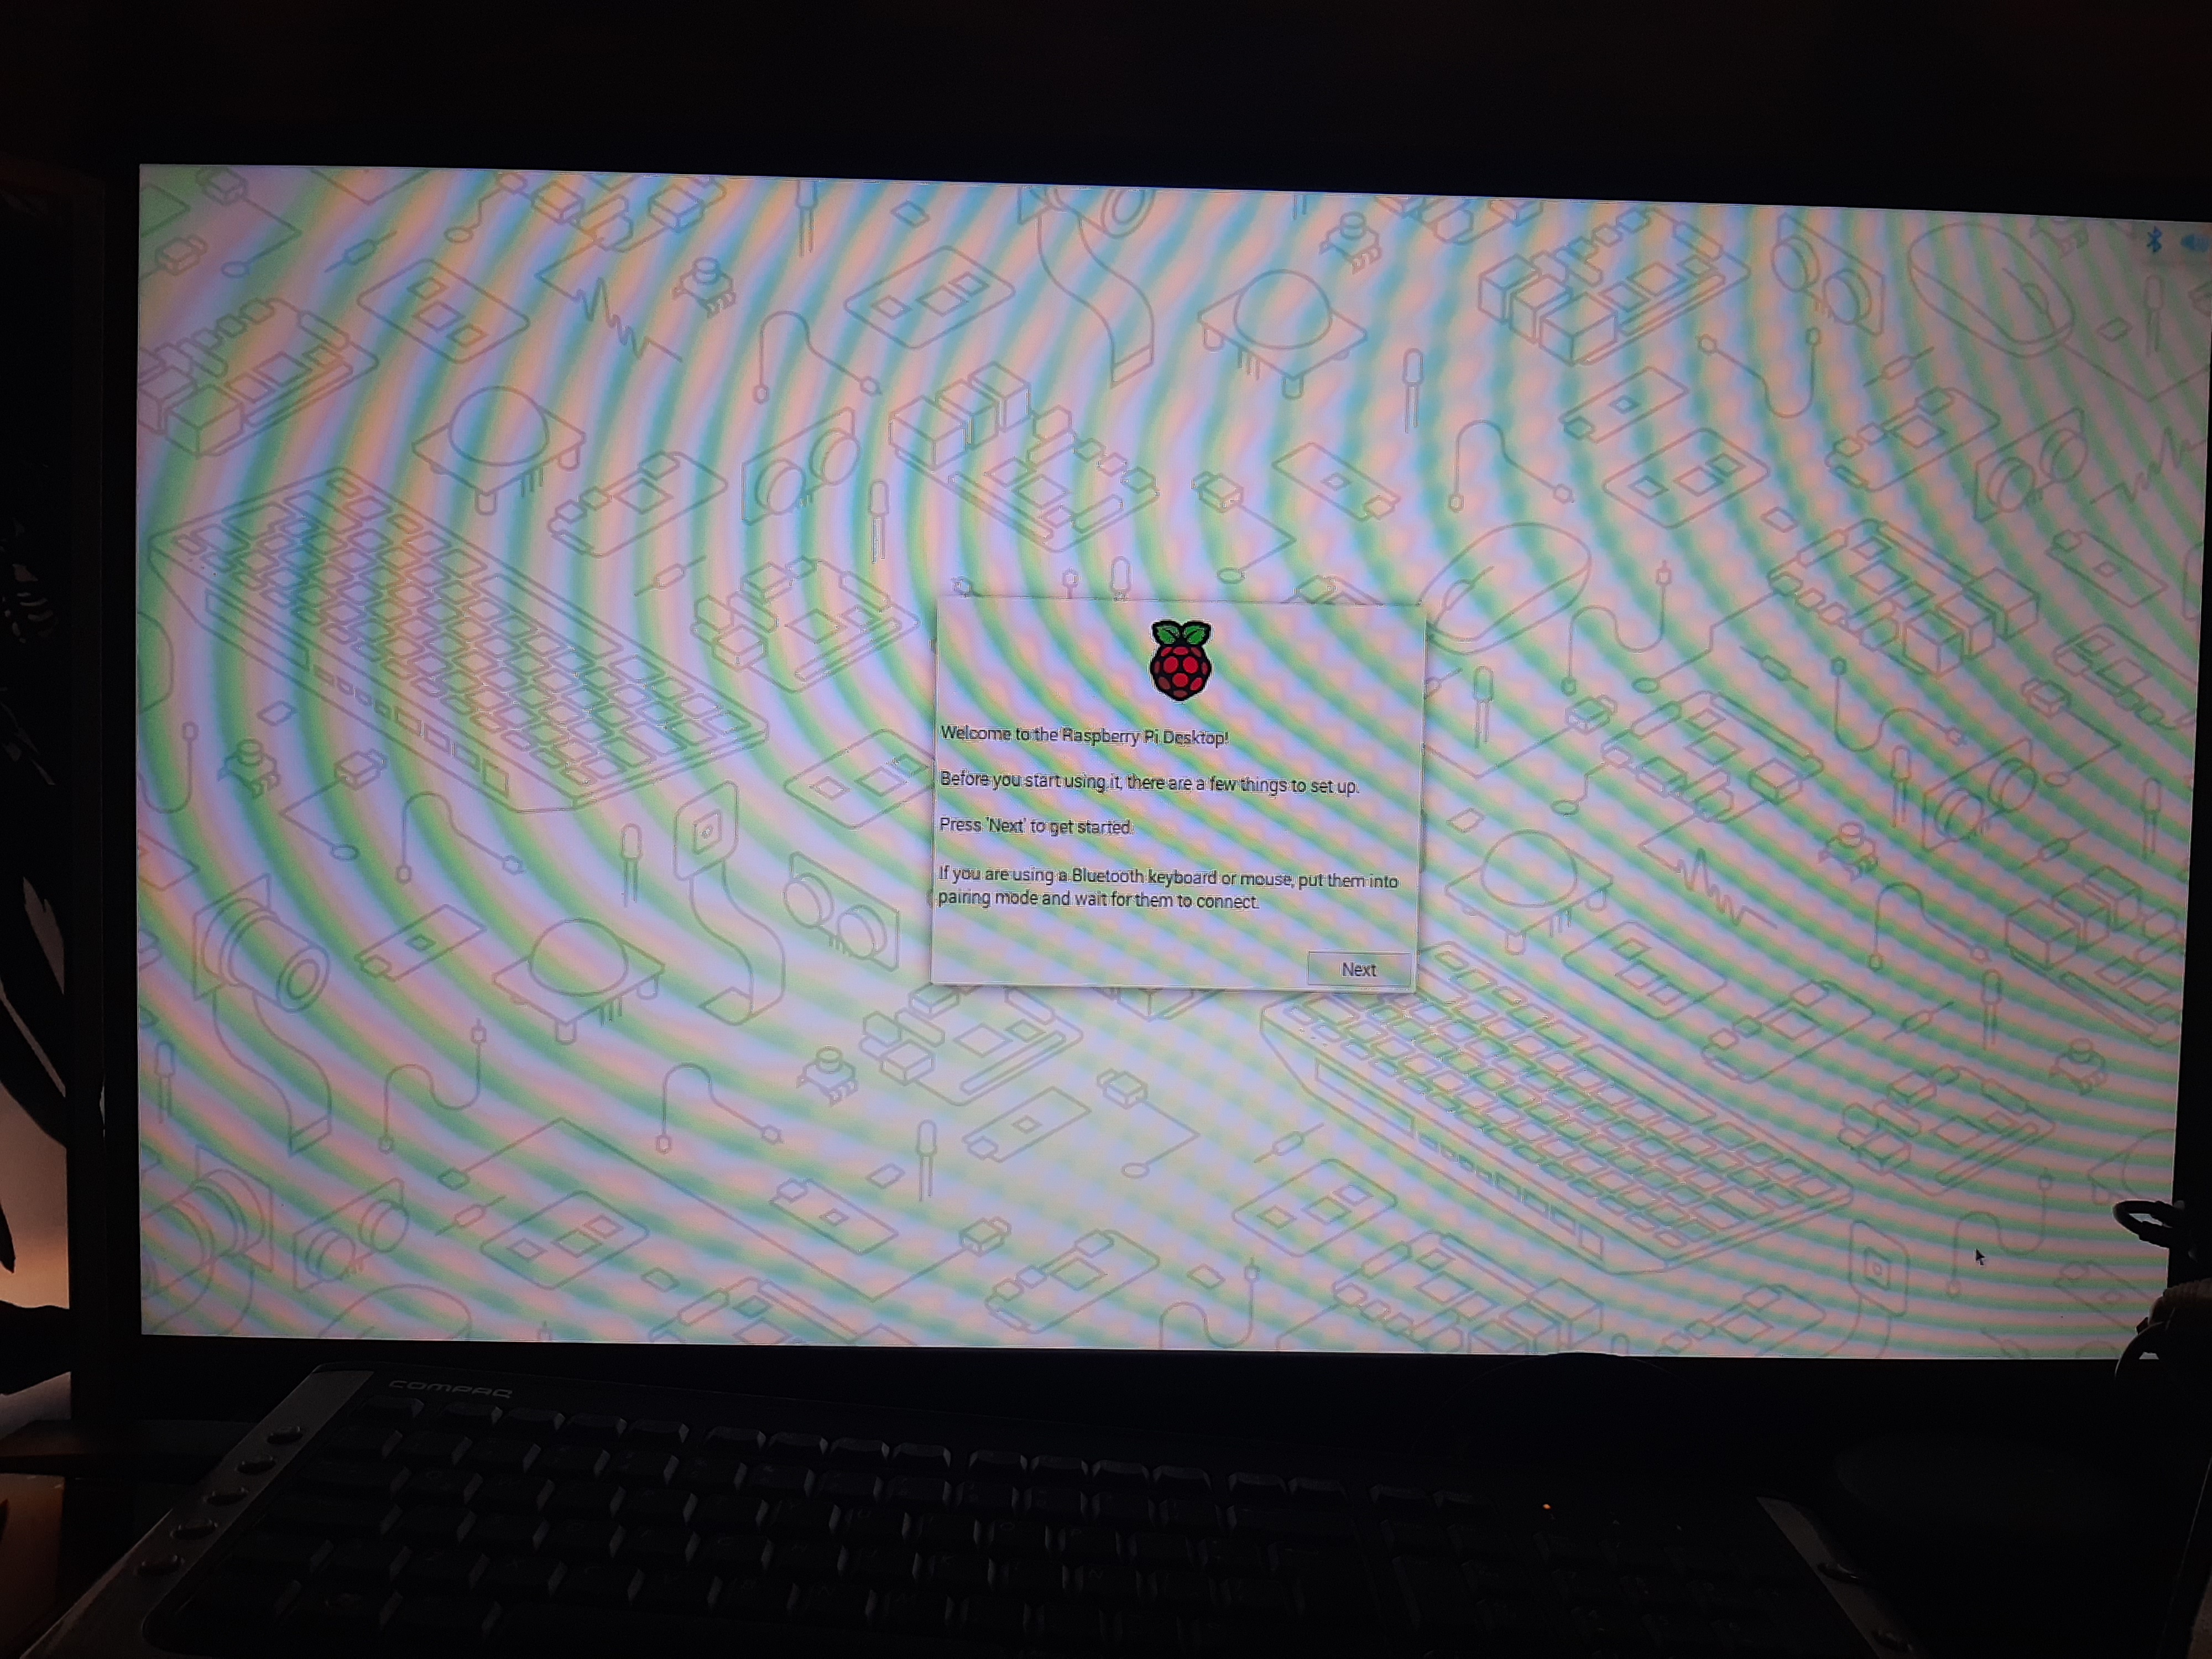 Welcome to the Raspberry Pi Desktop!
Before you start using it, there are a few things to set up.
Press 'Next' to get started.
If you are using a Bluetooth keyboard or mouse, put them into
pairing mode and wait for them to connect.
Next
COMPAQ